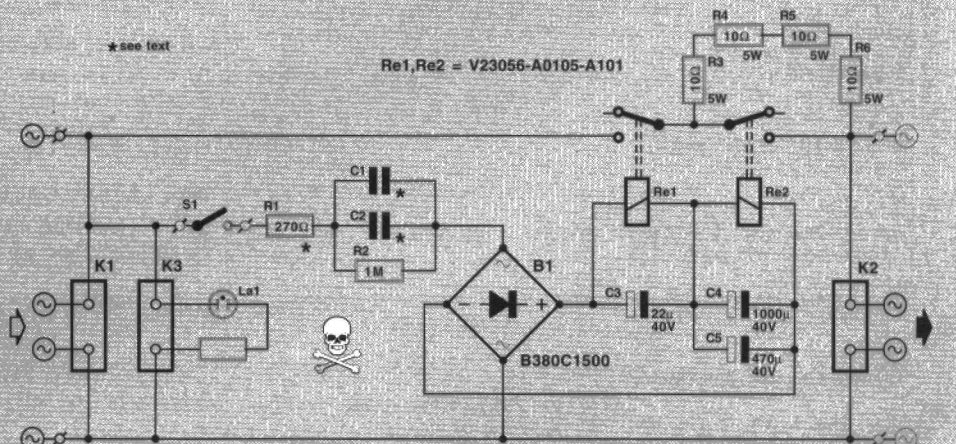 R4
R5
10Ω
10Ω
R6
★ see text
5W
5W
Re1,Re2 = V23056-A0105-A101
R3
10Ω
10Ω
5W
5W
C1
★
S1
R1
C2
Re1
Re2
270Ω
★
★
R2
1M
K1
K3
B1
K2
La1
C3
C4
− +
22µ
40V
1000µ
40V
C5
B380C1500
470µ
40V